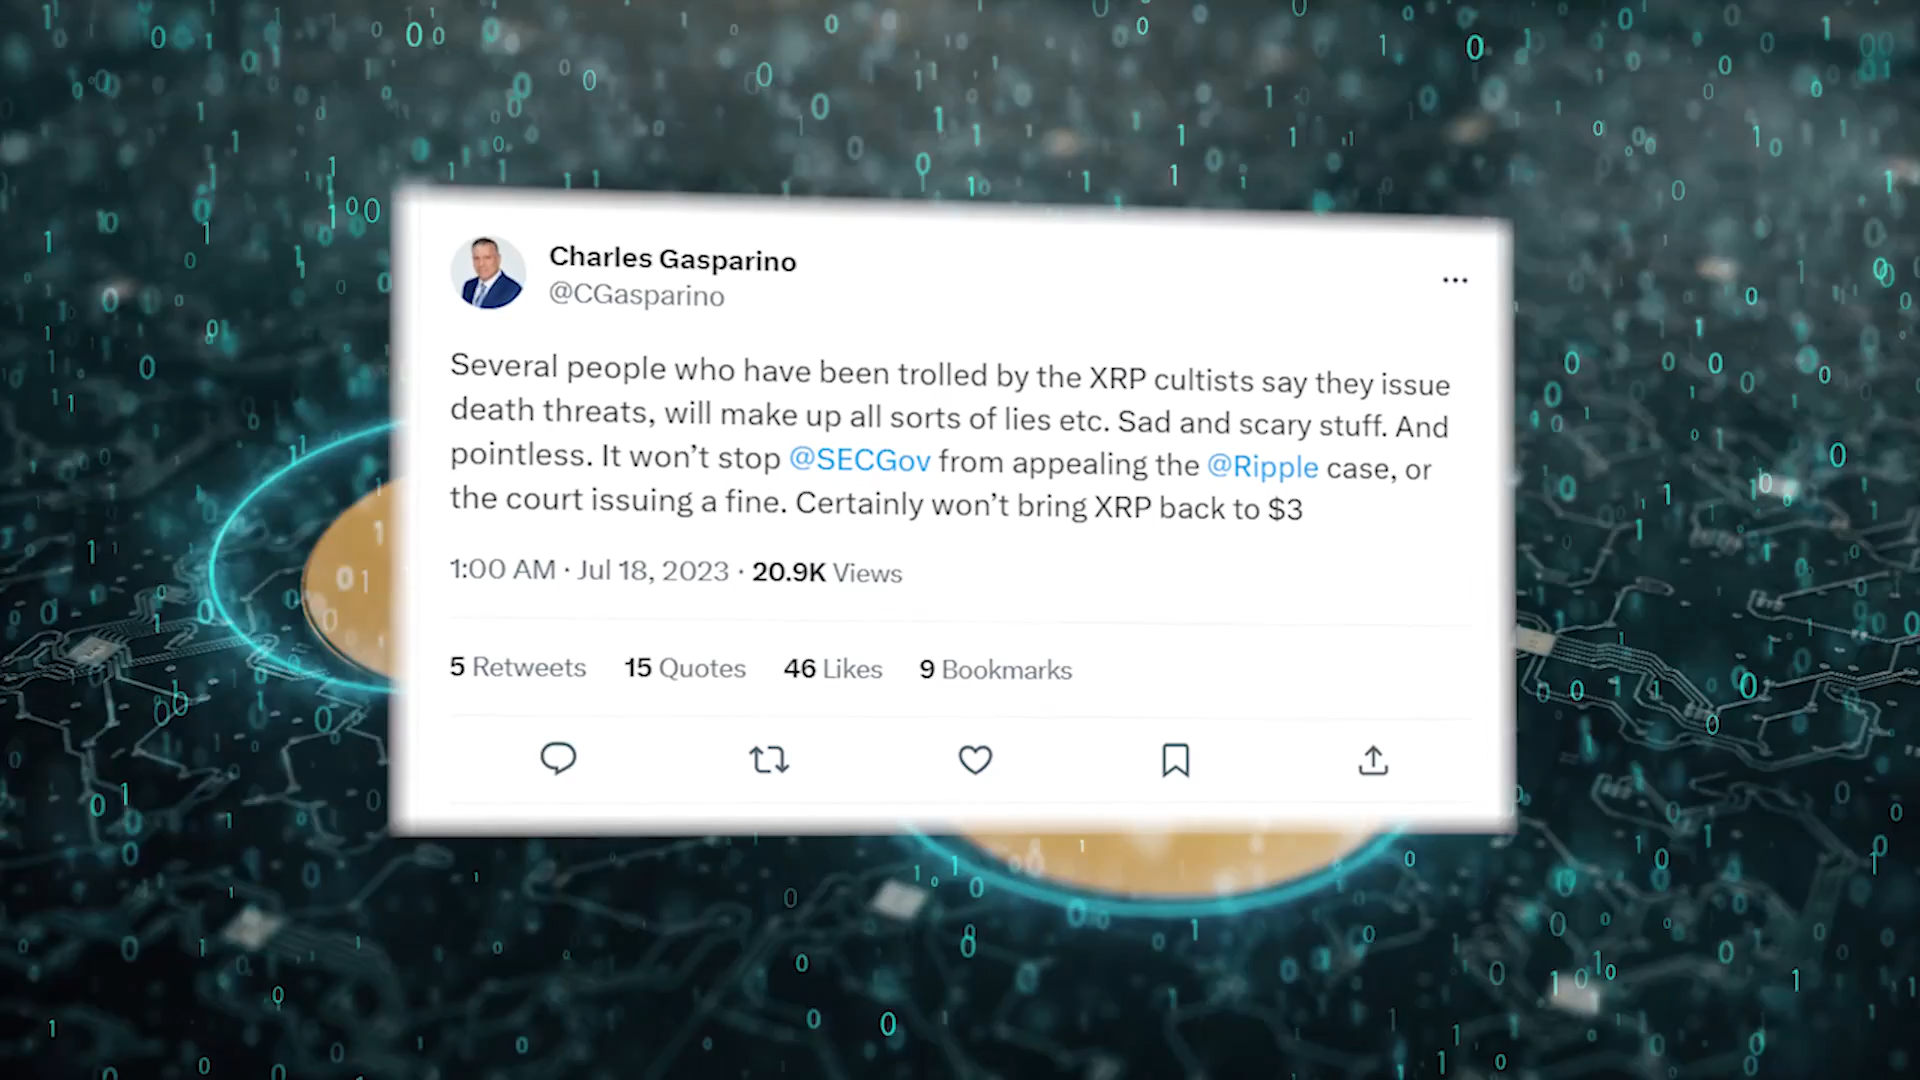 Charles Gasparino
@CGasparino
Several people who have been trolled by the XRP cultists say they issue
death threats, will make up all sorts of lies etc. Sad and scary stuff. And
pointless. It won’t stop @SECGov from appealing the @Ripple case, or
the court issuing a fine. Certainly won’t bring XRP back to $3
1:00 AM · Jul 18, 2023 · 20.9K Views
5 Retweets 15 Quotes 46 Likes 9 Bookmarks